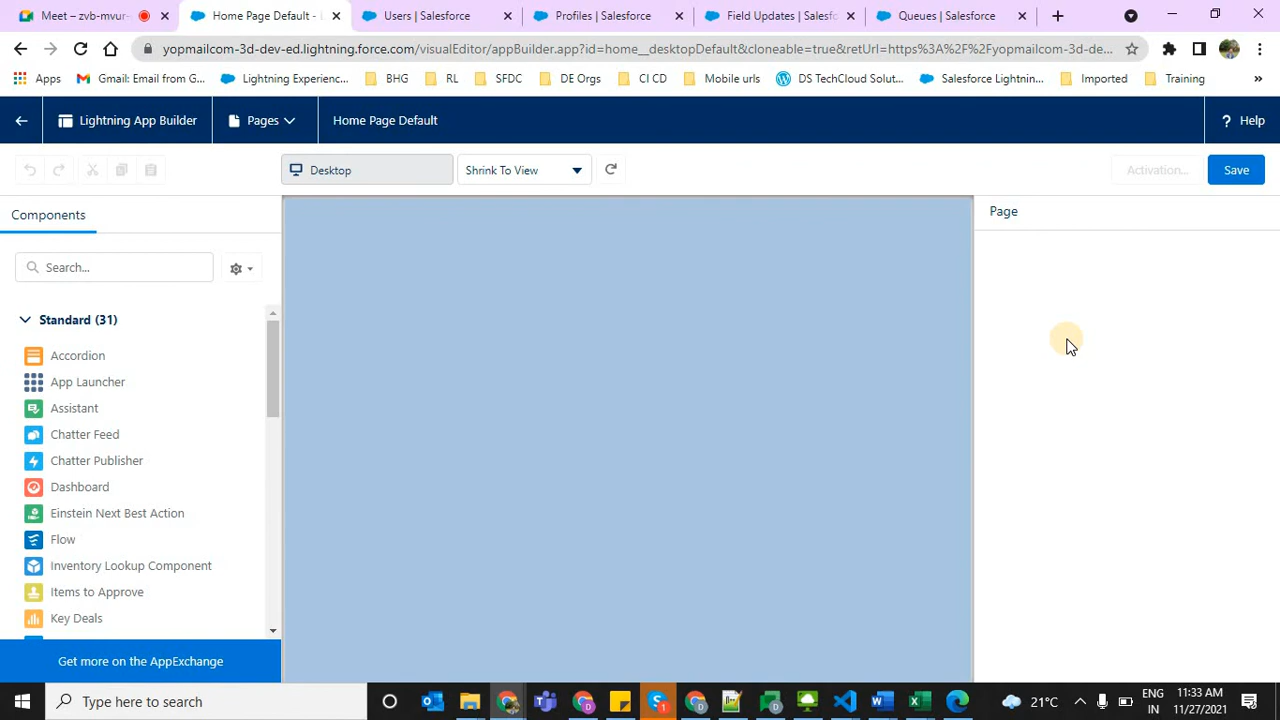 Meet – zvb-mvur-
Home Page Default - L
Users | Salesforce
Profiles | Salesforce
Field Updates | Salesfo
Queues | Salesforce
yopmailcom-3d-dev-ed.lightning.force.com/visualEditor/appBuilder.app?id=home__desktopDefault&cloneable=true&retUrl=https%3A%2F%2Fyopmailcom-3d-de...
Apps
Gmail: Email from G...
Lightning Experienc...
BHG
RL
SFDC
DE Orgs
CI CD
Mobile urls
DS TechCloud Solut...
Salesforce Lightnin...
Imported
Training
»
Lightning App Builder
Pages
Home Page Default
? Help
Desktop
Shrink To View
Activation...
Save
Components
Page
Search...
Standard (31)
Accordion
App Launcher
Assistant
Chatter Feed
Chatter Publisher
Dashboard
Einstein Next Best Action
Flow
Inventory Lookup Component
Items to Approve
Key Deals
Get more on the AppExchange
Type here to search
21°C
ENG
IN
11:33 AM
11/27/2021